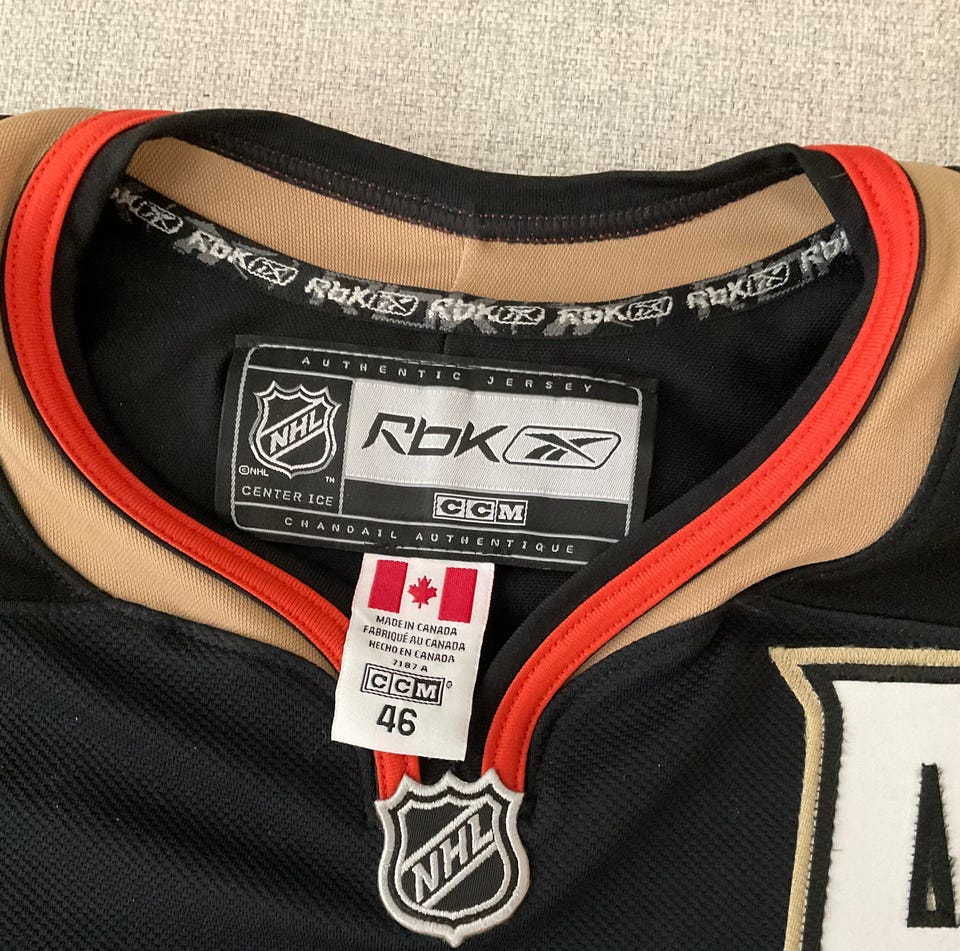 RbK RbK RbK RbK RbK RbK
AUTHENTIC JERSEY
NHL
©NHL
TM
CENTER ICE
RbK
CCM
CHANDAIL AUTHENTIQUE
MADE IN CANADA
FABRIQUÉ AU CANADA
HECHO EN CANADA
7187 A
CCM®
46
NHL
A